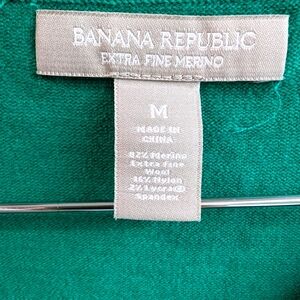 BANANA REPUBLIC
EXTRA FINE MERINO
M
MADE IN
CHINA
82% Merino
Extra Fine
Wool
16% Nylon
2% Lycra®
Spandex